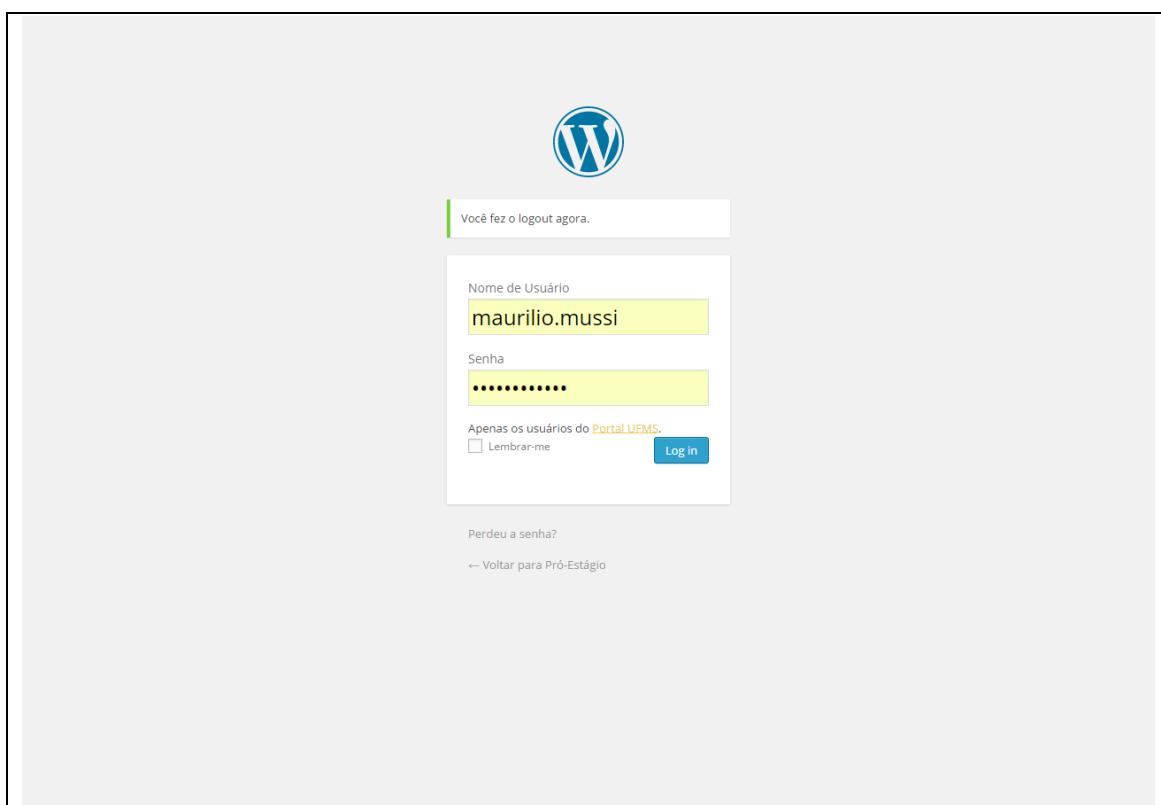 Você fez o logout agora.
Nome de Usuário
maurilio.mussi
Senha
••••••••••••
Apenas os usuários do Portal UFMS.
Lembrar-me
Log in
Perdeu a senha?
← Voltar para Pró-Estágio